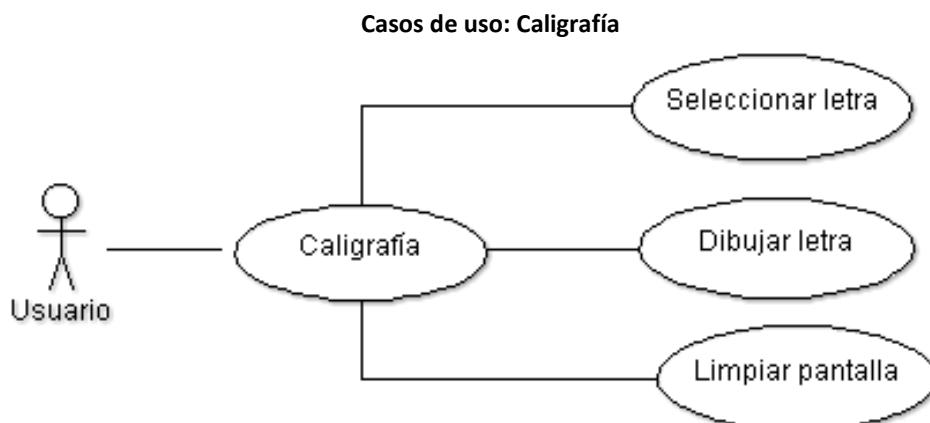 Casos de uso: Caligrafía
Seleccionar letra
Caligrafía
Dibujar letra
Usuario
Limpiar pantalla